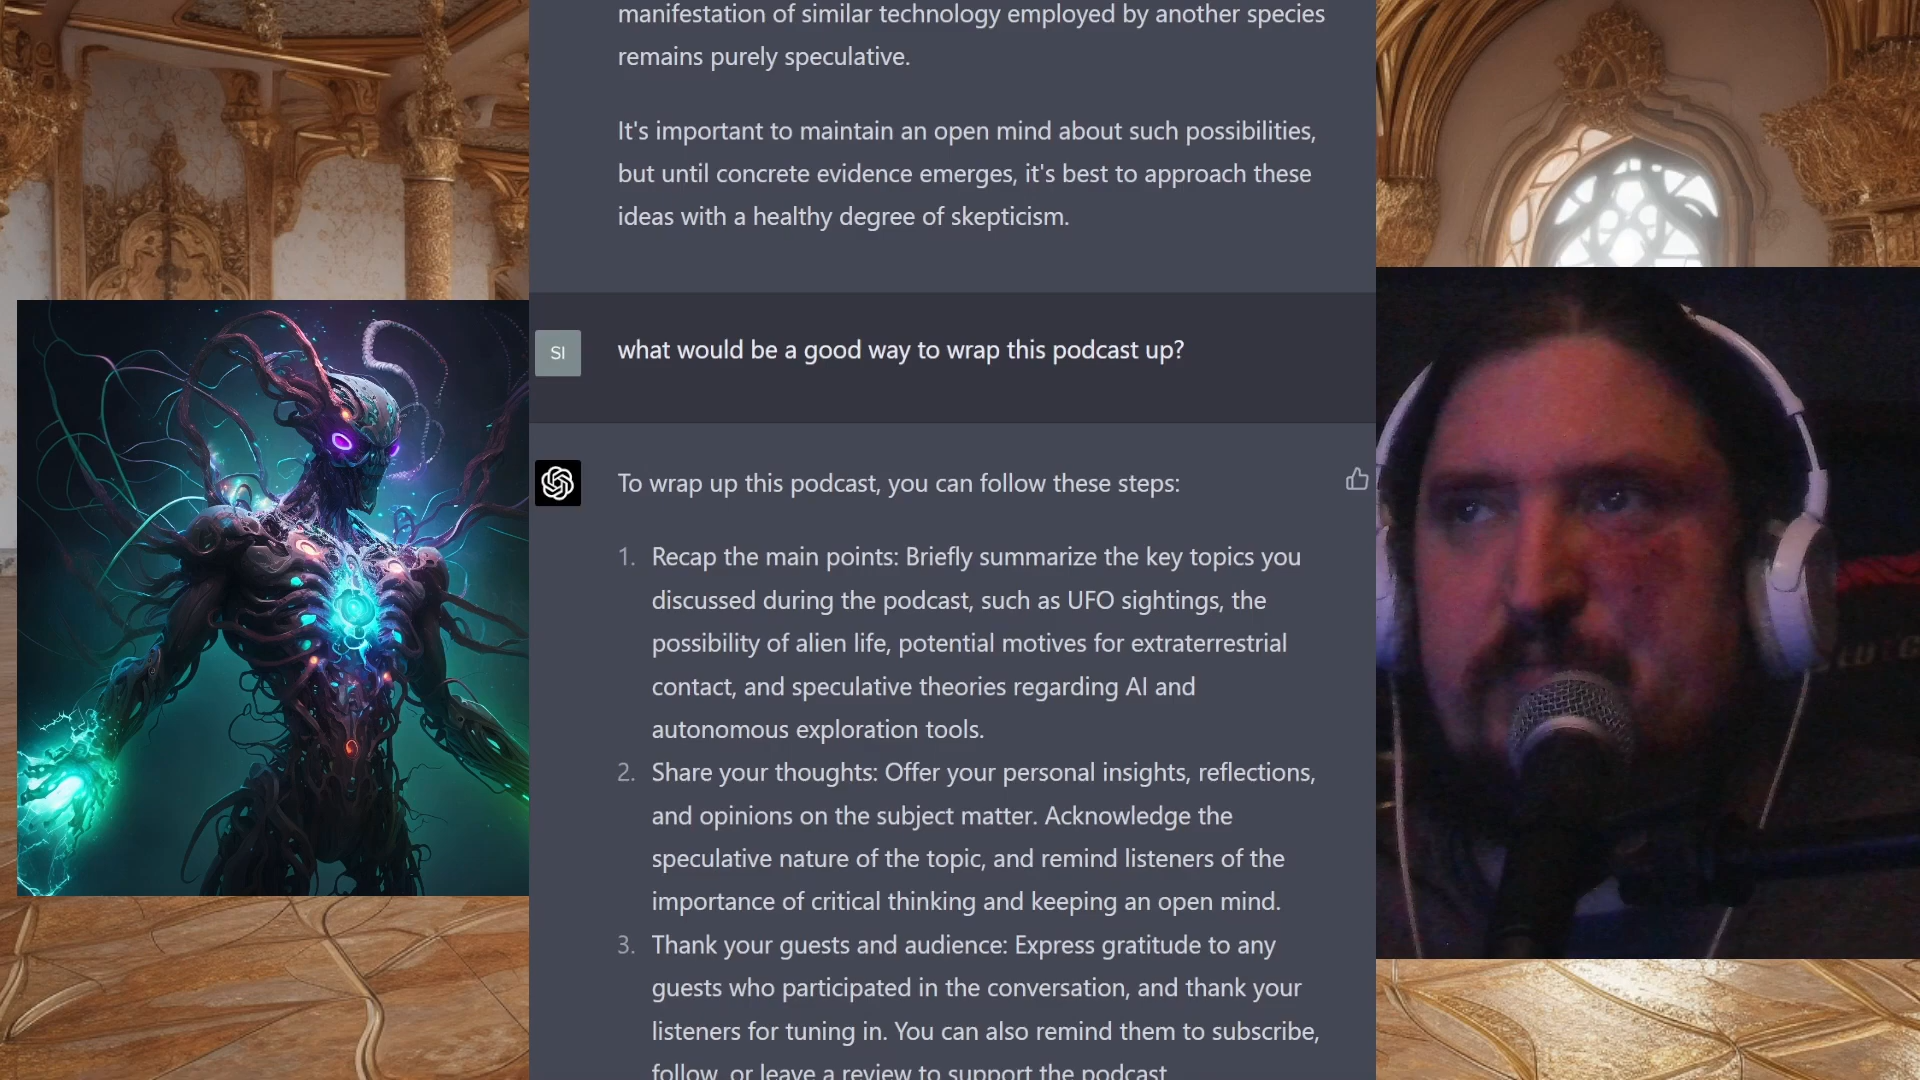 manifestation of similar technology employed by another species
remains purely speculative.
It's important to maintain an open mind about such possibilities,
but until concrete evidence emerges, it's best to approach these
ideas with a healthy degree of skepticism.
SI
what would be a good way to wrap this podcast up?
To wrap up this podcast, you can follow these steps:
1. Recap the main points: Briefly summarize the key topics you
discussed during the podcast, such as UFO sightings, the
possibility of alien life, potential motives for extraterrestrial
contact, and speculative theories regarding AI and
autonomous exploration tools.
2. Share your thoughts: Offer your personal insights, reflections,
and opinions on the subject matter. Acknowledge the
speculative nature of the topic, and remind listeners of the
importance of critical thinking and keeping an open mind.
3. Thank your guests and audience: Express gratitude to any
guests who participated in the conversation, and thank your
listeners for tuning in. You can also remind them to subscribe,
follow, or leave a review to support the podcast